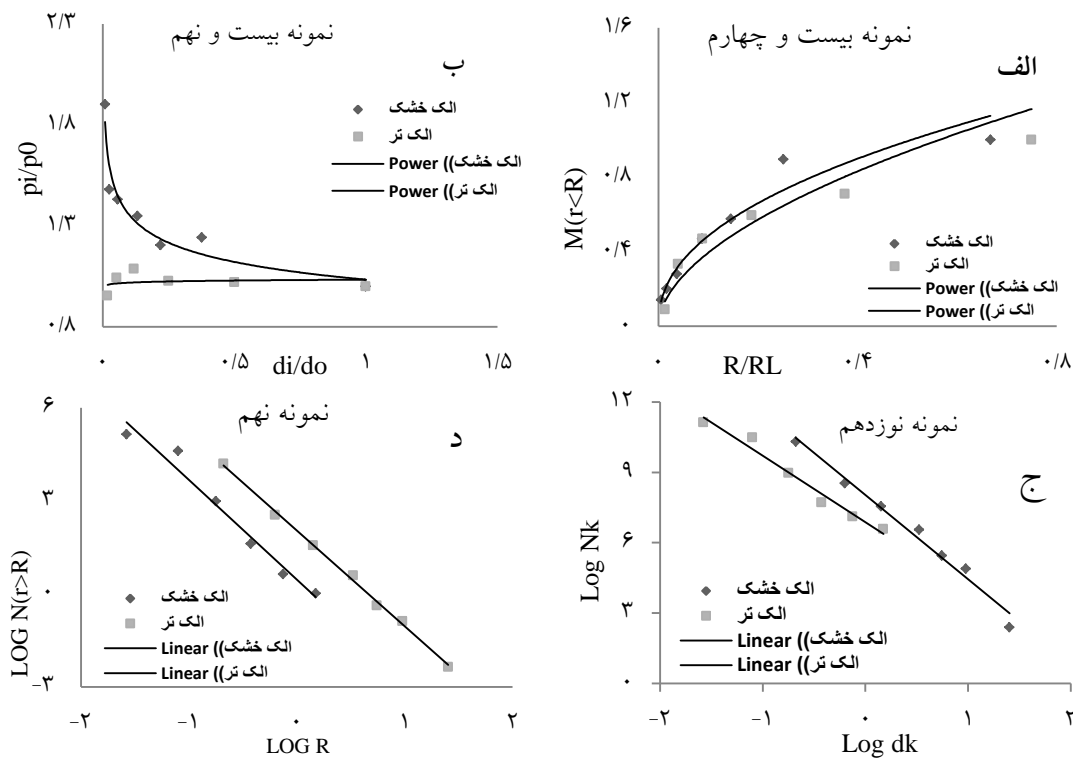 نمونه بیست و چهارم
الف
M(r<R)
۱/۶
۱/۲
۰/۸
۰/۴
۰
الک خشک
الک تر
Power ((الک خشک
Power ((الک تر
۰
۰/۴
۰/۸
R/RL
نمونه بیست و نهم
ب
pi/p0
۲/۳
۱/۸
۱/۳
۰/۸
الک خشک
الک تر
Power ((الک خشک
Power ((الک تر
۰
۰/۵
۱
۱/۵
di/do
نمونه نوزدهم
ج
Log Nk
۱۲
۹
۶
۳
۰
الک خشک
الک تر
Linear ((الک خشک
Linear ((الک تر
−۲
−۱
۰
۱
۲
Log dk
نمونه نهم
د
LOG N(r>R)
۶
۳
۰
−۳
الک خشک
الک تر
Linear ((الک خشک
Linear ((الک تر
−۲
−۱
۰
۱
۲
LOG R